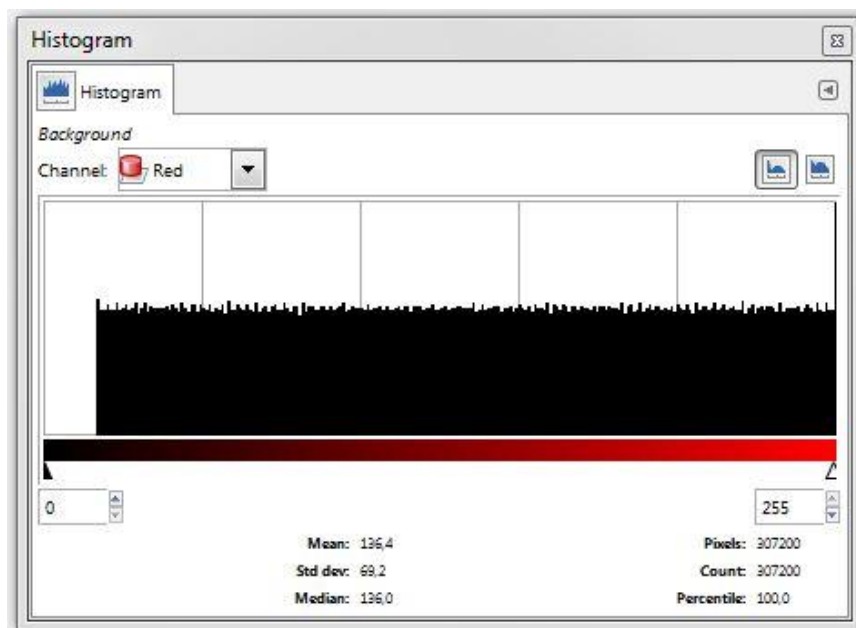 Histogram
Histogram
Background
Channel: Red
0 255
Mean: 136,4 Pixels: 307200
Std dev: 69,2 Count: 307200
Median: 136,0 Percentile: 100,0